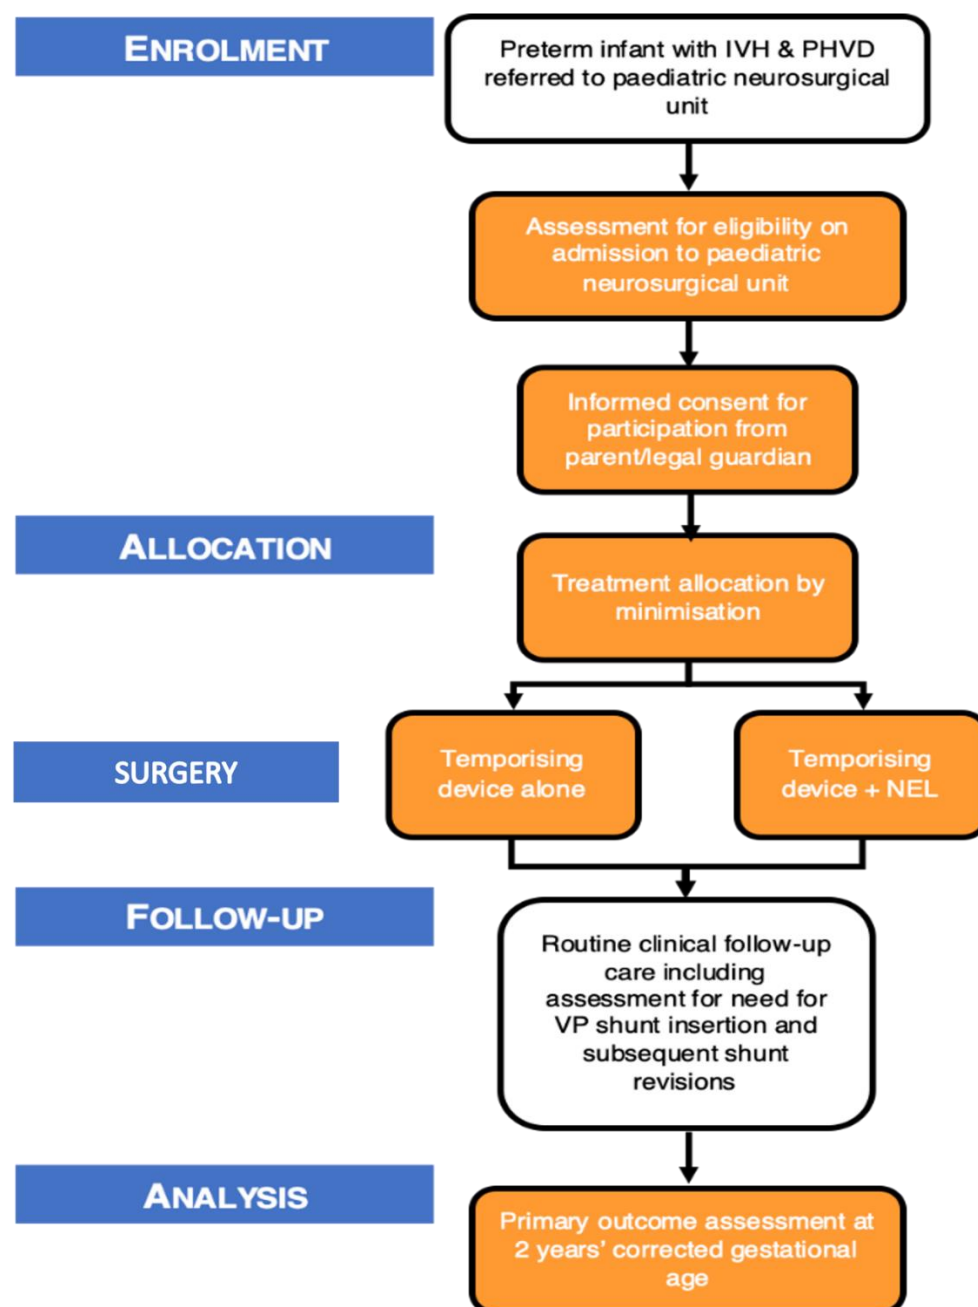 ENROLMENT
Preterm infant with IVH & PHVD
referred to paediatric neurosurgical
unit
Assessment for eligibility on
admission to paediatric
neurosurgical unit
Informed consent for
participation from
parent/legal guardian
ALLOCATION
Treatment allocation by
minimisation
SURGERY
Temporising
device alone
Temporising
device + NEL
FOLLOW-UP
Routine clinical follow-up
care including
assessment for need for
VP shunt insertion and
subsequent shunt
revisions
ANALYSIS
Primary outcome assessment at
2 years’ corrected gestational
age